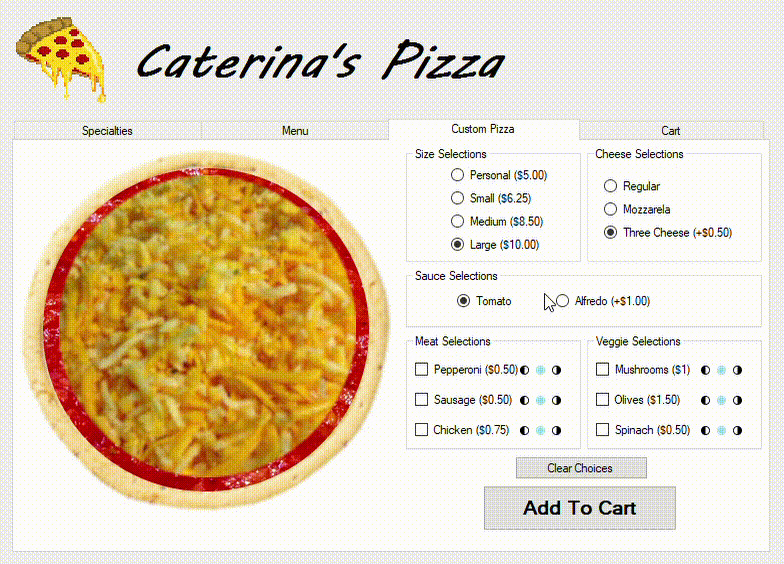 Caterina's Pizza
Specialties
Menu
Custom Pizza
Cart
Size Selections
Personal ($5.00)
Small ($6.25)
Medium ($8.50)
Large ($10.00)
Cheese Selections
Regular
Mozzarela
Three Cheese (+$0.50)
Sauce Selections
Tomato
Alfredo (+$1.00)
Meat Selections
Pepperoni ($0.50)
Sausage ($0.50)
Chicken ($0.75)
Veggie Selections
Mushrooms ($1)
Olives ($1.50)
Spinach ($0.50)
Clear Choices
Add To Cart